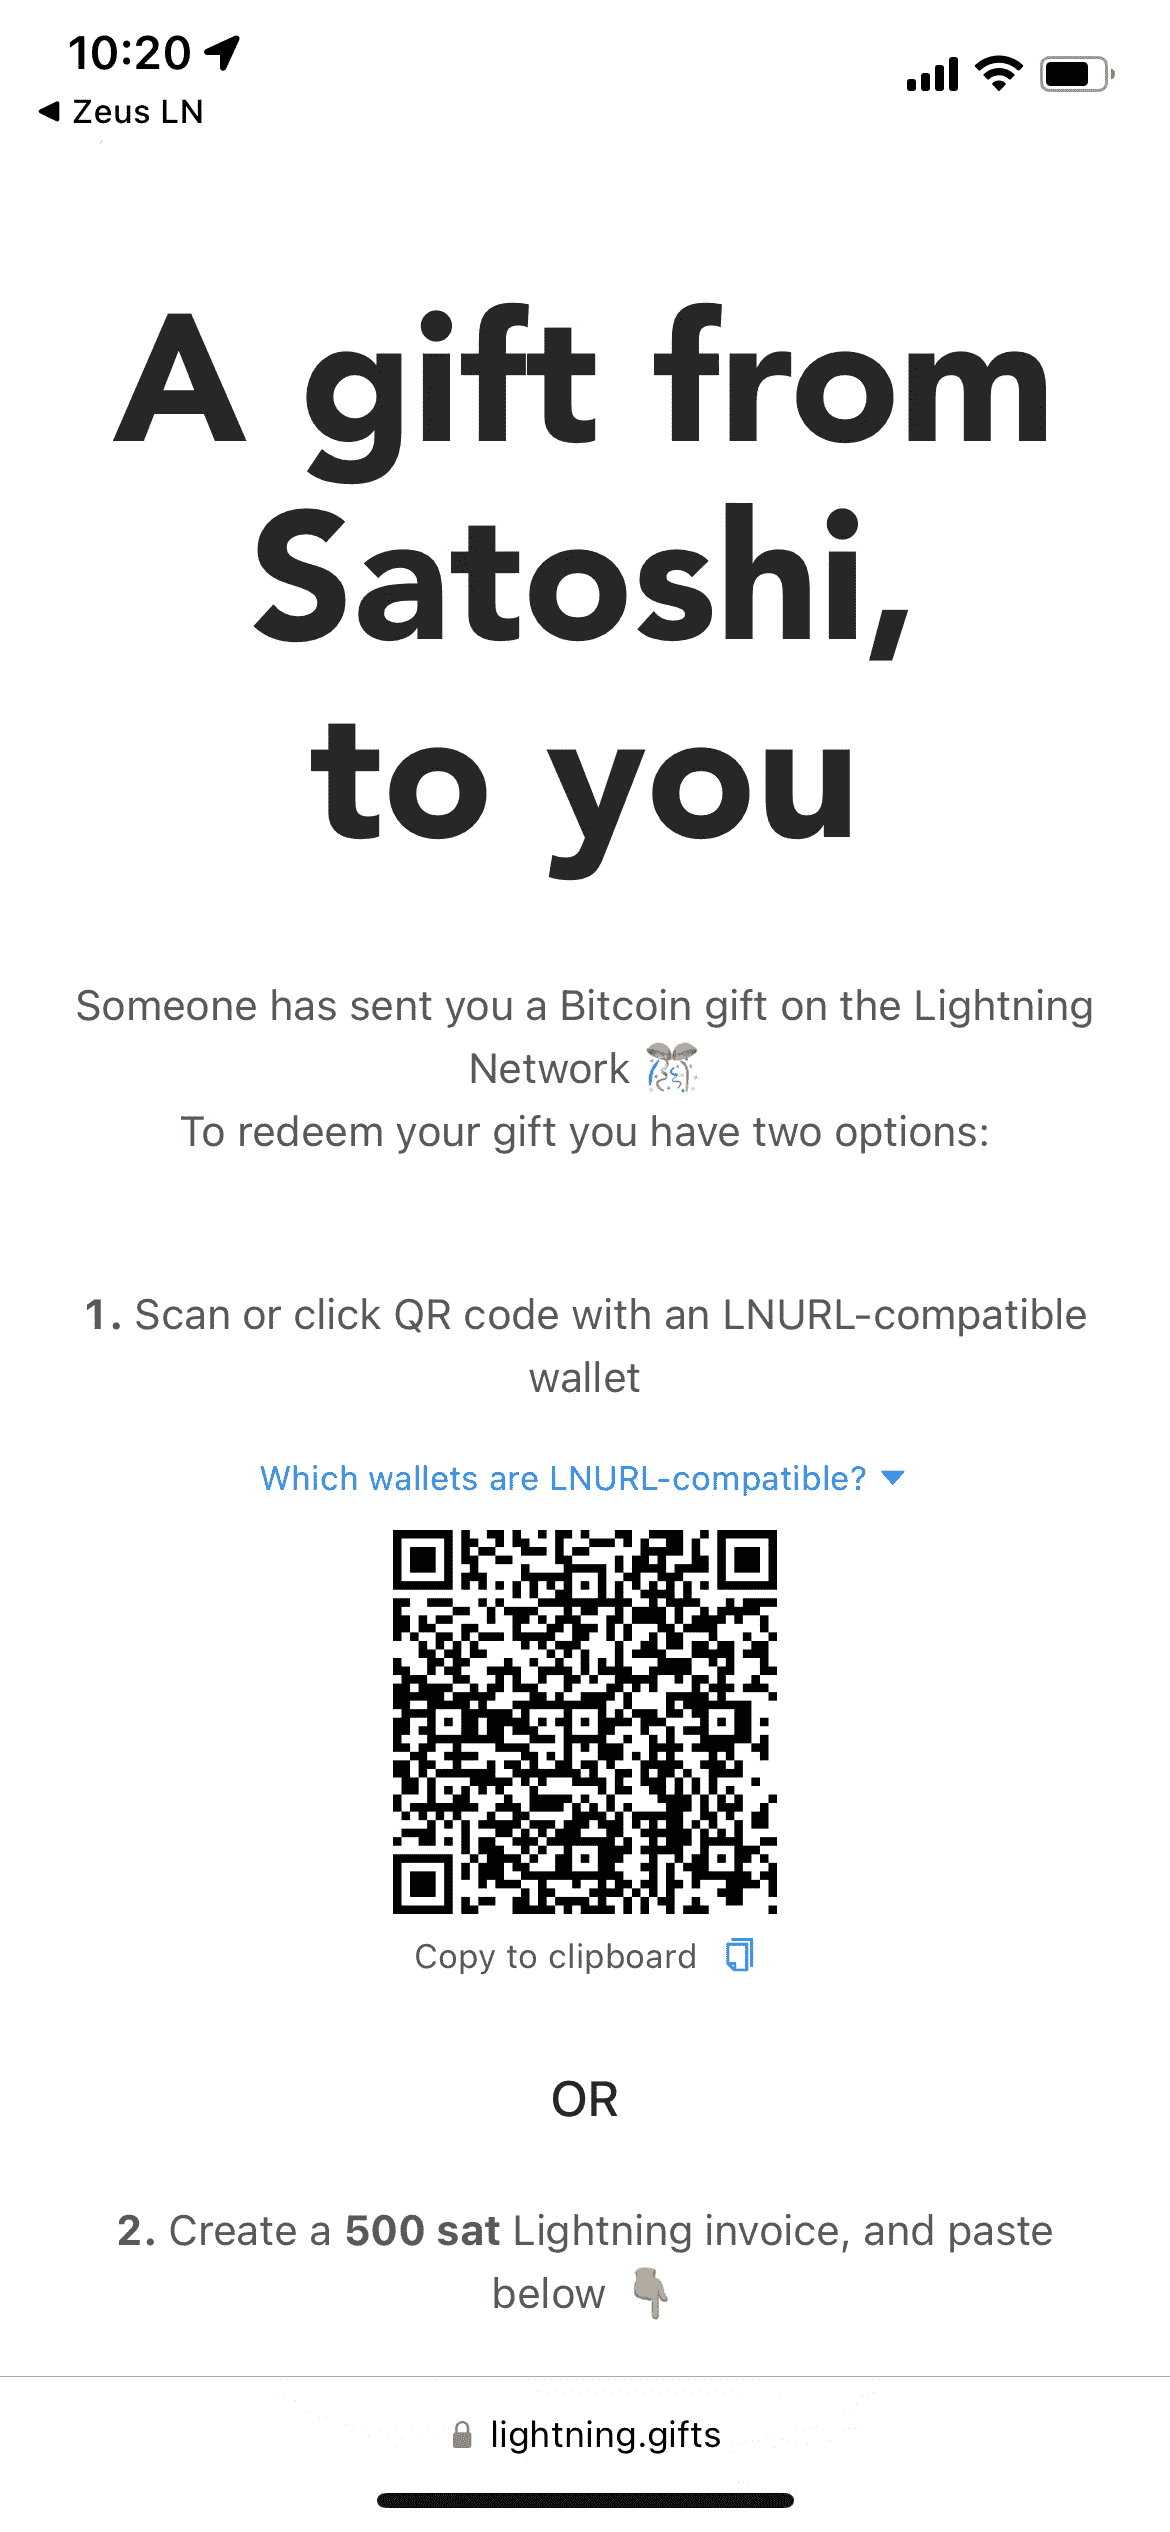 10:20
Zeus LN
A gift from
Satoshi,
to you
Someone has sent you a Bitcoin gift on the Lightning
Network 🎊
To redeem your gift you have two options:
1. Scan or click QR code with an LNURL-compatible
wallet
Which wallets are LNURL-compatible?
Copy to clipboard
OR
2. Create a 500 sat Lightning invoice, and paste
below 👇
lightning.gifts